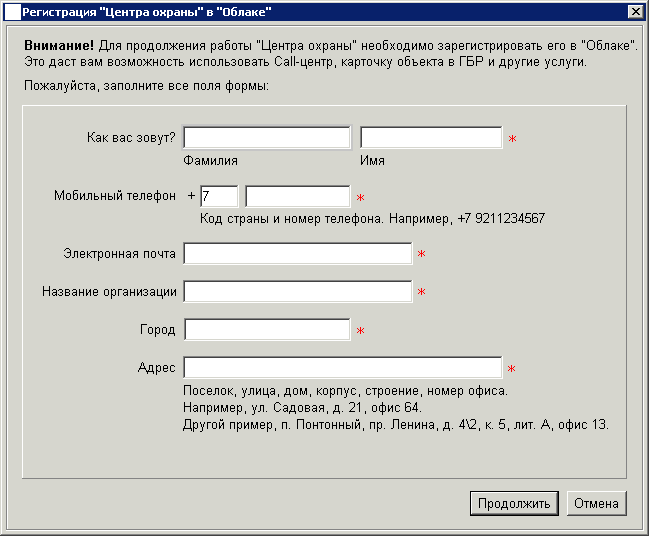 Регистрация "Центра охраны" в "Облаке"
Внимание! Для продолжения работы "Центра охраны" необходимо зарегистрировать его в "Облаке".
Это даст вам возможность использовать Call-центр, карточку объекта в ГБР и другие услуги.
Пожалуйста, заполните все поля формы:
Как вас зовут? *
Фамилия Имя
Мобильный телефон + 7 *
Код страны и номер телефона. Например, +7 9211234567
Электронная почта *
Название организации *
Город *
Адрес *
Поселок, улица, дом, корпус, строение, номер офиса.
Например, ул. Садовая, д. 21, офис 64.
Другой пример, п. Понтонный, пр. Ленина, д. 4\2, к. 5, лит. А, офис 13.
Продолжить Отмена